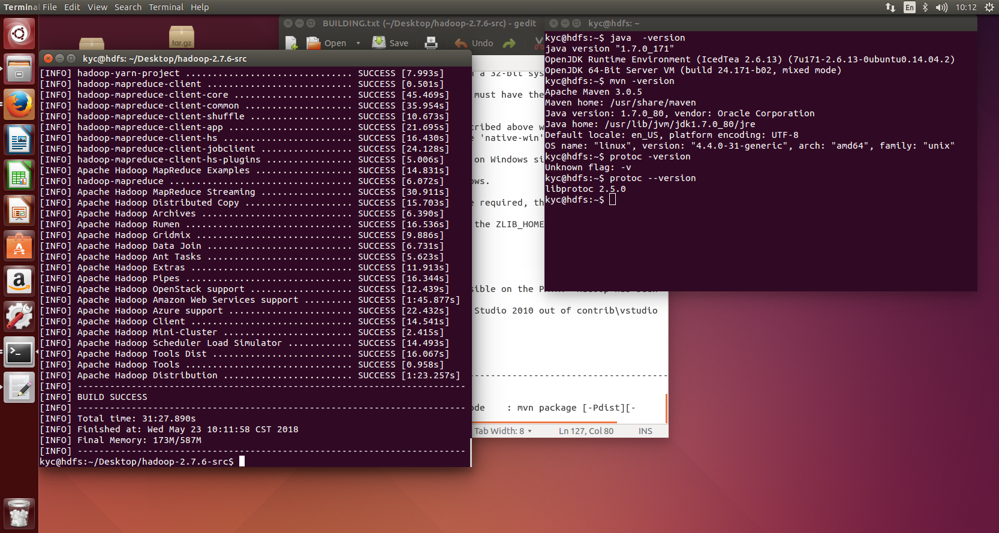 Terminal File Edit View Search Terminal Help
En
10:12
tar.gz
BUILDING.txt (~/Desktop/hadoop-2.7.6-src) - gedit
Open
Save
Undo
kyc@hdfs: ~/Desktop/hadoop-2.7.6-src
[INFO] hadoop-yarn-project ............................... SUCCESS [7.993s]
[INFO] hadoop-mapreduce-client ........................... SUCCESS [0.501s]
[INFO] hadoop-mapreduce-client-core ...................... SUCCESS [45.469s]
[INFO] hadoop-mapreduce-client-common .................... SUCCESS [35.954s]
[INFO] hadoop-mapreduce-client-shuffle ................... SUCCESS [10.673s]
[INFO] hadoop-mapreduce-client-app ....................... SUCCESS [21.695s]
[INFO] hadoop-mapreduce-client-hs ........................ SUCCESS [16.430s]
[INFO] hadoop-mapreduce-client-jobclient ................. SUCCESS [24.128s]
[INFO] hadoop-mapreduce-client-hs-plugins ................ SUCCESS [5.006s]
[INFO] Apache Hadoop MapReduce Examples .................. SUCCESS [14.831s]
[INFO] hadoop-mapreduce .................................. SUCCESS [6.072s]
[INFO] Apache Hadoop MapReduce Streaming ................. SUCCESS [30.911s]
[INFO] Apache Hadoop Distributed Copy .................... SUCCESS [15.703s]
[INFO] Apache Hadoop Archives ............................ SUCCESS [6.390s]
[INFO] Apache Hadoop Rumen ............................... SUCCESS [16.536s]
[INFO] Apache Hadoop Gridmix ............................. SUCCESS [9.886s]
[INFO] Apache Hadoop Data Join ........................... SUCCESS [6.731s]
[INFO] Apache Hadoop Ant Tasks ........................... SUCCESS [5.623s]
[INFO] Apache Hadoop Extras .............................. SUCCESS [11.913s]
[INFO] Apache Hadoop Pipes ............................... SUCCESS [16.344s]
[INFO] Apache Hadoop OpenStack support ................... SUCCESS [12.439s]
[INFO] Apache Hadoop Amazon Web Services support ......... SUCCESS [1:45.877s]
[INFO] Apache Hadoop Azure support ....................... SUCCESS [22.432s]
[INFO] Apache Hadoop Client .............................. SUCCESS [14.541s]
[INFO] Apache Hadoop Mini-Cluster ........................ SUCCESS [2.415s]
[INFO] Apache Hadoop Scheduler Load Simulator ............ SUCCESS [14.493s]
[INFO] Apache Hadoop Tools Dist .......................... SUCCESS [16.067s]
[INFO] Apache Hadoop Tools ............................... SUCCESS [0.958s]
[INFO] Apache Hadoop Distribution ........................ SUCCESS [1:23.257s]
[INFO] ------------------------------------------------------------------------
[INFO] BUILD SUCCESS
[INFO] ------------------------------------------------------------------------
[INFO] Total time: 31:27.890s
[INFO] Finished at: Wed May 23 10:11:58 CST 2018
[INFO] Final Memory: 173M/587M
[INFO] ------------------------------------------------------------------------
kyc@hdfs:~/Desktop/hadoop-2.7.6-src$
n a 32-bit sys
must have the
cribed above w
e 'native-win'
on Windows si
ows.
e required, th
the ZLIB_HOME
sible on the
Studio 2010 out of contrib\vstudio
ode    : mvn package [-Pdist][-
Tab Width: 8
Ln 127, Col 80
INS
kyc@hdfs: ~
kyc@hdfs:~$ java  -version
java version "1.7.0_171"
OpenJDK Runtime Environment (IcedTea 2.6.13) (7u171-2.6.13-0ubuntu0.14.04.2)
OpenJDK 64-Bit Server VM (build 24.171-b02, mixed mode)
kyc@hdfs:~$ mvn -version
Apache Maven 3.0.5
Maven home: /usr/share/maven
Java version: 1.7.0_80, vendor: Oracle Corporation
Java home: /usr/lib/jvm/jdk1.7.0_80/jre
Default locale: en_US, platform encoding: UTF-8
OS name: "linux", version: "4.4.0-31-generic", arch: "amd64", family: "unix"
kyc@hdfs:~$ protoc -version
Unknown flag: -v
kyc@hdfs:~$ protoc --version
libprotoc 2.5.0
kyc@hdfs:~$